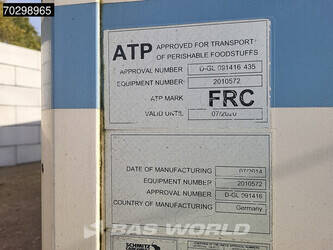 70298965
ATP APPROVED FOR TRANSPORT
OF PERISHABLE FOODSTUFFS
APPROVAL NUMBER D-GL 091416 435
EQUIPMENT NUMBER 2010572
ATP MARK FRC
VALID UNTIL 07/2020
DATE OF MANUFACTURING 07/2014
EQUIPMENT NUMBER 2010572
APPROVAL NUMBER D-GL 091416
COUNTRY OF MANUFACTURING Germany
BAS WORLD
SCHMITZ